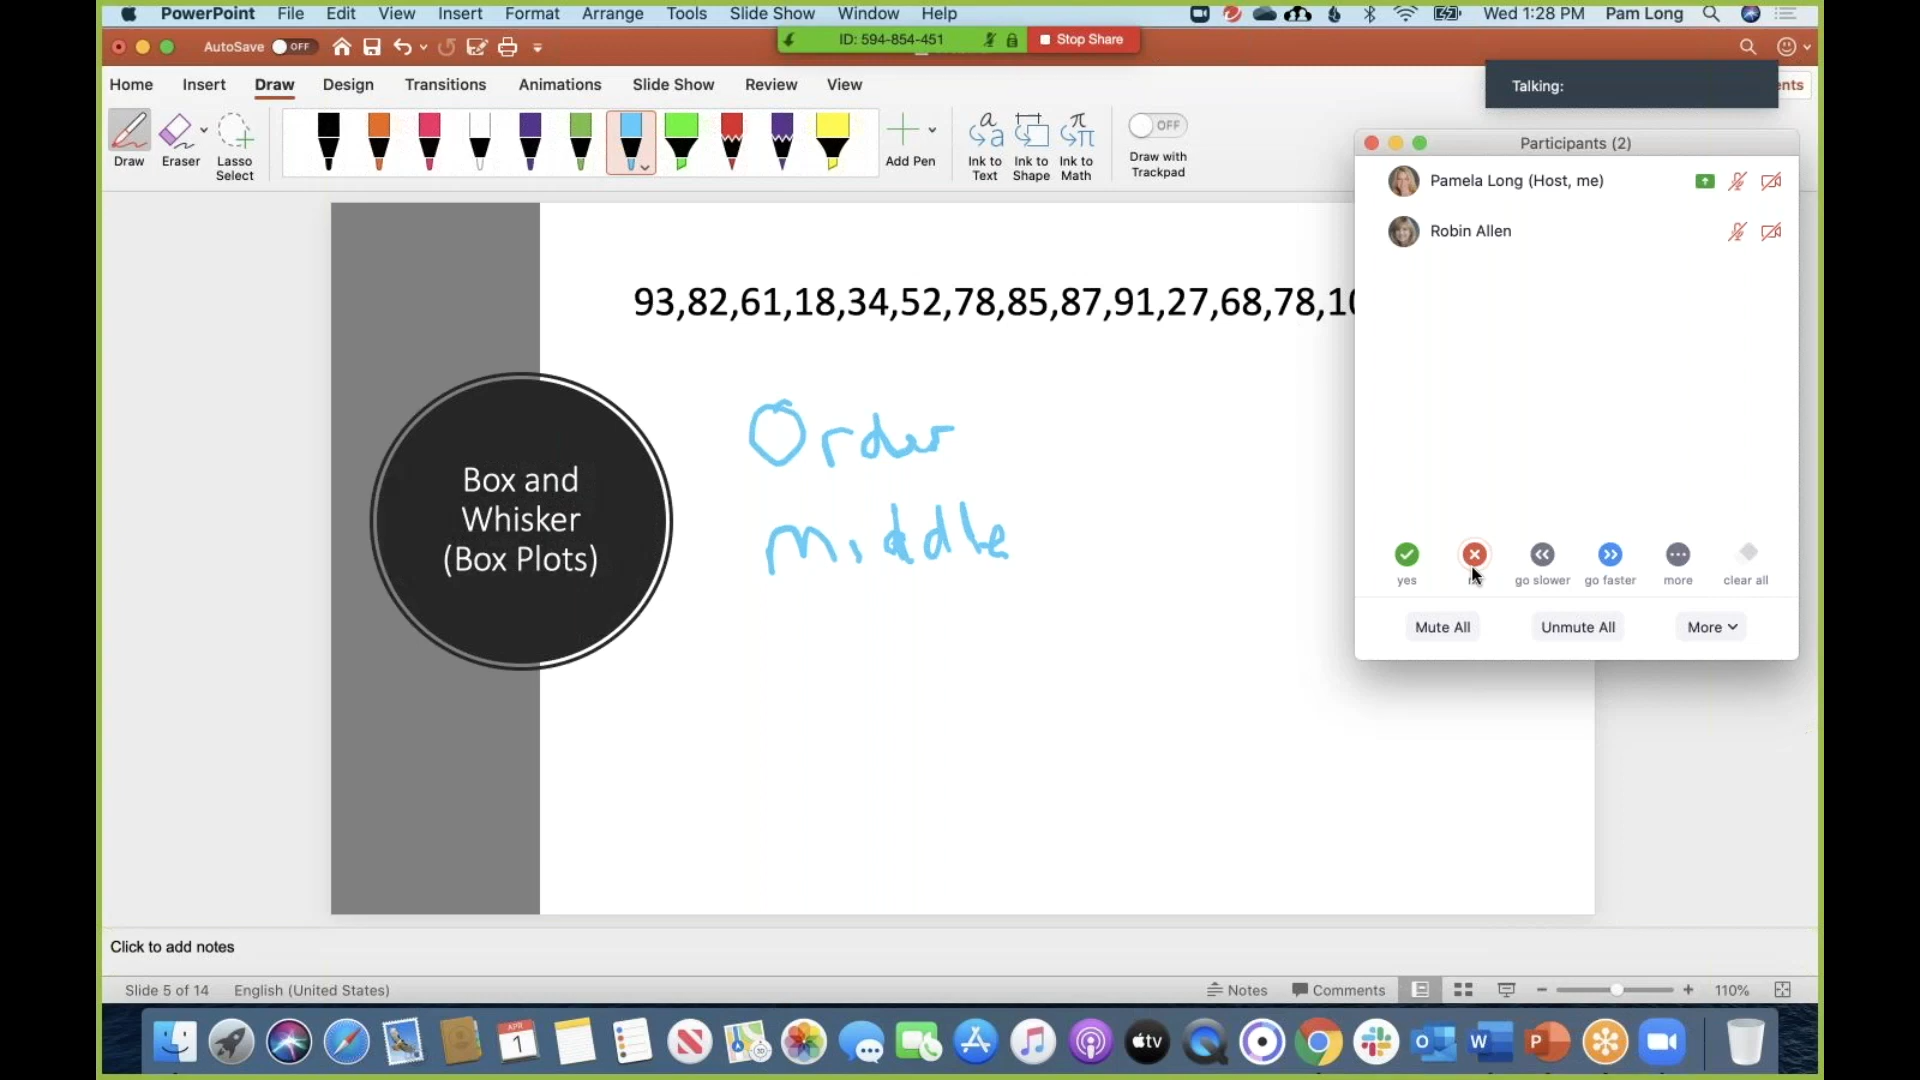 PowerPoint File Edit View Insert Format Arrange Tools Slide Show Window Help Wed 1:28 PM Pam Long
AutoSave OFF ID: 594-854-451 Stop Share
Home Insert Draw Design Transitions Animations Slide Show Review View
Talking:
Draw Eraser Lasso Select Add Pen Ink to Text Ink to Shape Ink to Math OFF Draw with Trackpad
Participants (2)
Pamela Long (Host, me)
Robin Allen
93,82,61,18,34,52,78,85,87,91,27,68,78,10
Order
Middle
Box and
Whisker
(Box Plots)
yes go slower go faster more clear all
Mute All Unmute All More
Click to add notes
Slide 5 of 14 English (United States) Notes Comments 110%
APR
1
tv